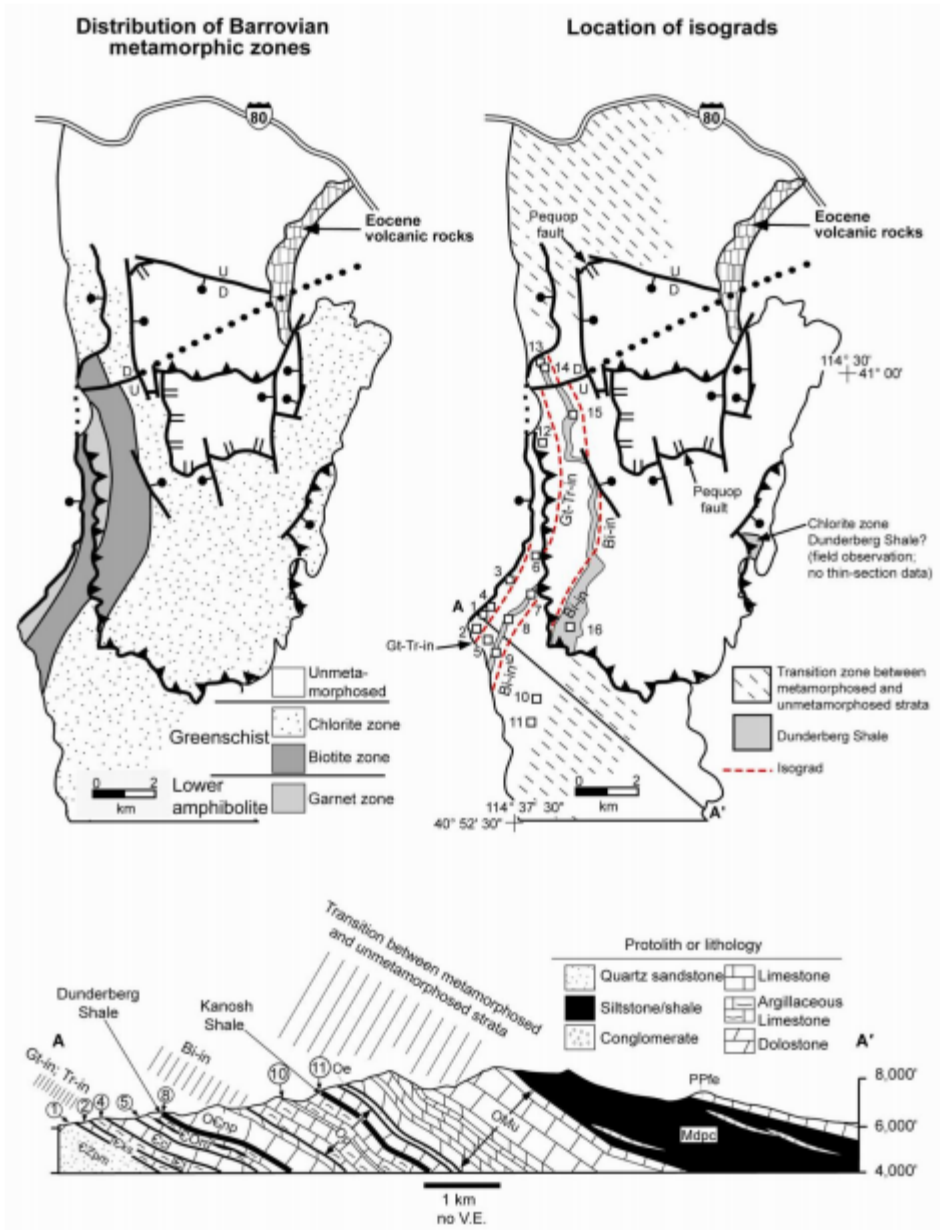 Distribution of Barrovian
metamorphic zones
80
Eocene
volcanic rocks
U
D
D
U
Unmeta-
morphosed
Greenschist
Chlorite zone
Biotite zone
Lower
amphibolite
Garnet zone
0 2
km
Location of isograds
80
Pequop
fault
Eocene
volcanic rocks
U
D
13
14
D
U
114° 30'
41° 00'
15
12
Gt-Tr-in
Bi-in
Pequop
fault
Chlorite zone
Dunderberg Shale?
(field observation;
no thin-section data)
6
3
4
A
1
7
2
8
Bi-in
16
Gt-Tr-in
5
Bi-in
9
10
11
Transition zone between
metamorphosed and
unmetamorphosed strata
Dunderberg Shale
Isograd
0 2
km
A'
114° 37' 30"
40° 52' 30"
Transition between metamorphosed
and unmetamorphosed strata
Protolith or lithology
Quartz sandstone
Limestone
Siltstone/shale
Argillaceous
Limestone
Conglomerate
Dolostone
Dunderberg
Shale
Kanosh
Shale
A
A'
Gt-in; Tr-in
Bi-in
1
2
4
5
8
10
11
Oe
PPfe
8,000'
6,000'
4,000'
O€np
€Zpm
OMu
Mdpc
1 km
no V.E.